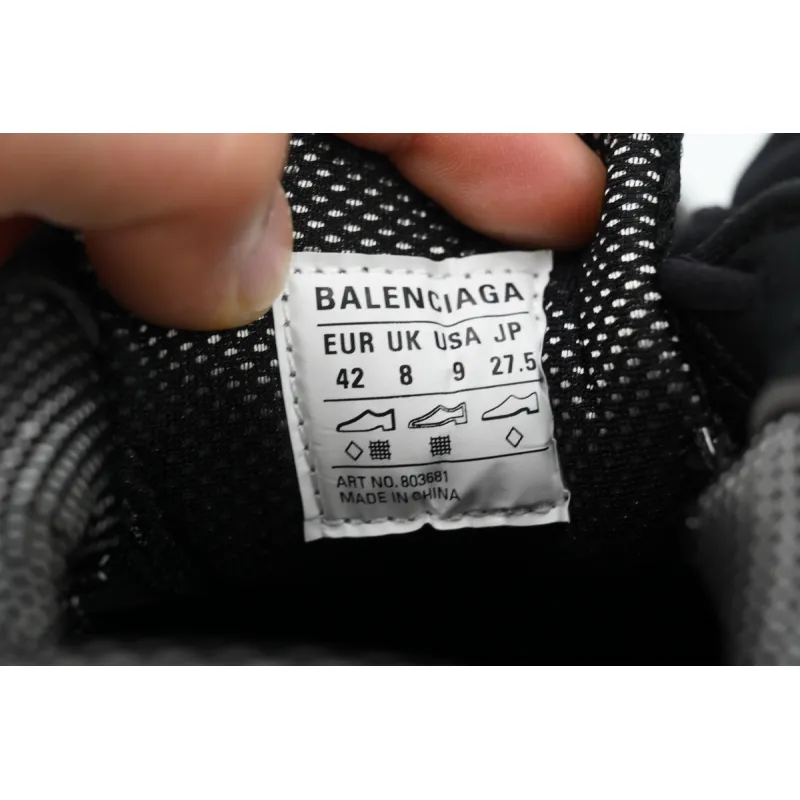 BALENCIAGA
EUR UK USA JP
42 8 9 27.5
ART NO. 803681
MADE IN CHINA